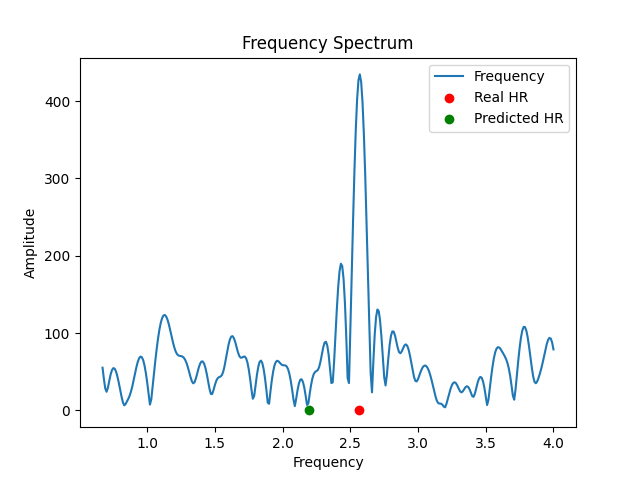 Frequency Spectrum
Frequency
Real HR
Predicted HR
400
300
200
100
0
Amplitude
1.0 1.5 2.0 2.5 3.0 3.5 4.0
Frequency